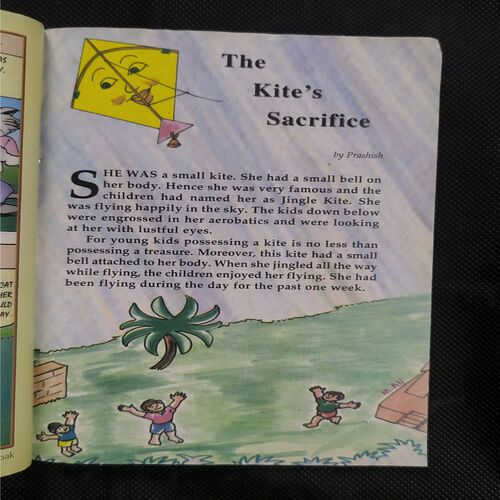 The
Kite's
Sacrifice
by Prashish
SHE WAS a small kite. She had a small bell on
her body. Hence she was very famous and the
children had named her as Jingle Kite. She
was flying happily in the sky. The kids down below
were engrossed in her aerobatics and were looking
at her with lustful eyes.
For young kids possessing a kite is no less than
possessing a treasure. Moreover, this kite had a small
bell attached to her body. When she jingled all the way
while flying, the children enjoyed her flying. She had
been flying during the day for the past one week.